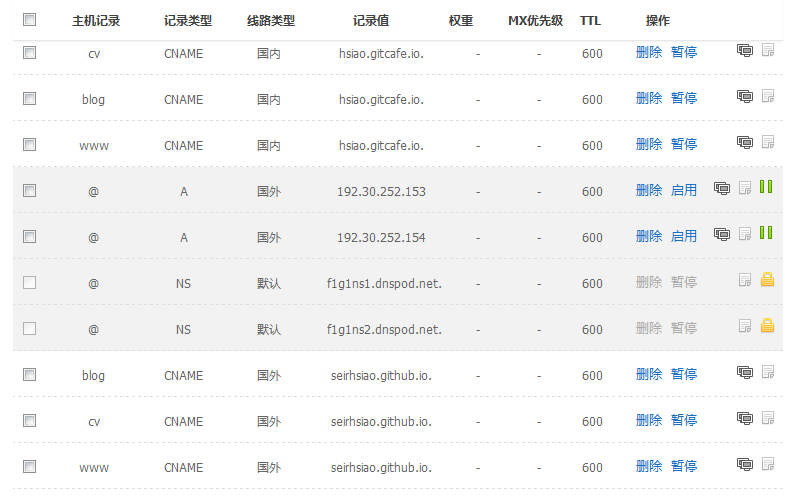 主机记录 记录类型 线路类型 记录值 权重 MX优先级 TTL 操作
cv CNAME 国内 hsiao.gitcafe.io. - - 600 删除 暂停
blog CNAME 国内 hsiao.gitcafe.io. - - 600 删除 暂停
www CNAME 国内 hsiao.gitcafe.io. - - 600 删除 暂停
@ A 国外 192.30.252.153 - - 600 删除 启用
@ A 国外 192.30.252.154 - - 600 删除 启用
@ NS 默认 f1g1ns1.dnspod.net. - - 600 删除 暂停
@ NS 默认 f1g1ns2.dnspod.net. - - 600 删除 暂停
blog CNAME 国外 seirhsiao.github.io. - - 600 删除 暂停
cv CNAME 国外 seirhsiao.github.io. - - 600 删除 暂停
www CNAME 国外 seirhsiao.github.io. - - 600 删除 暂停